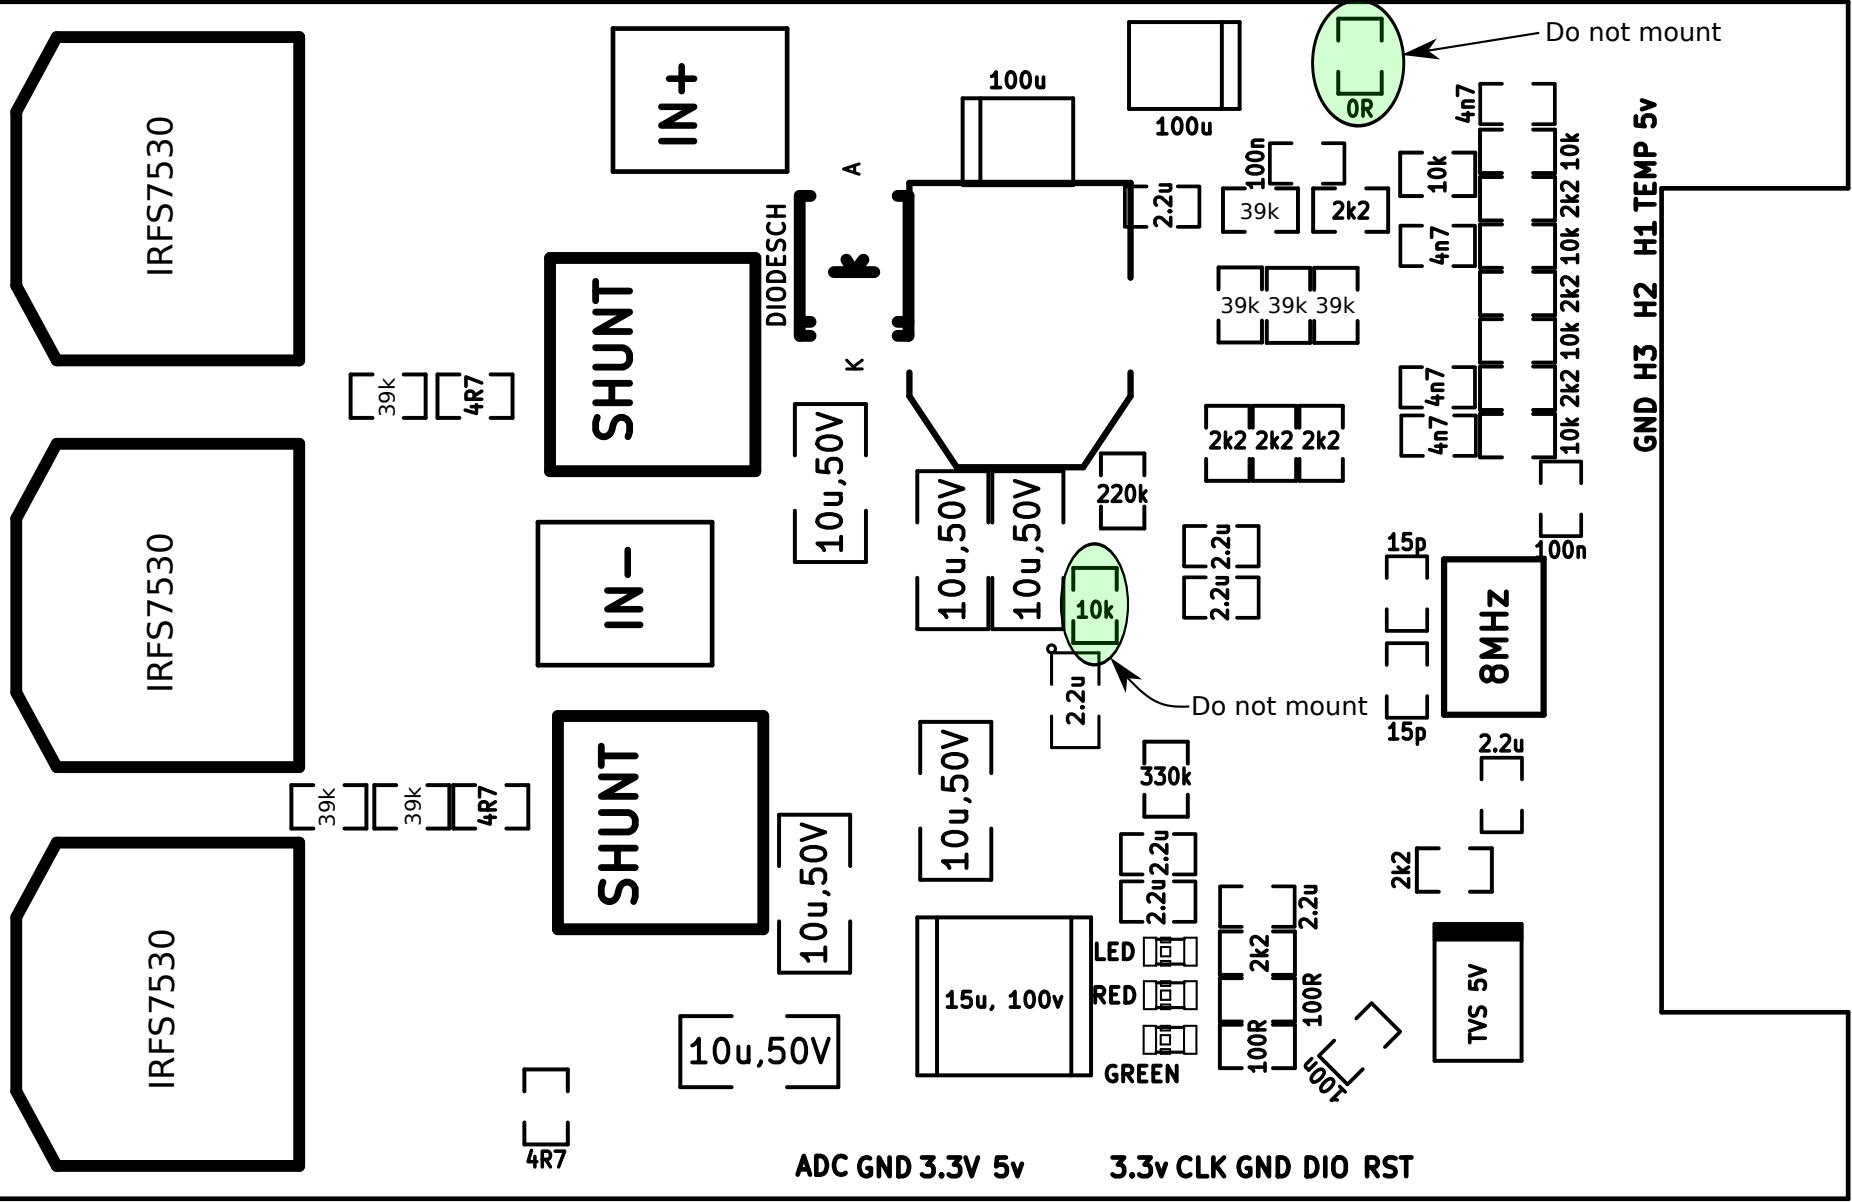 Do not mount
0R
100u
100u
IN+
4n7
5v
IRFS7530
A
100n
10k
10k
TEMP
2.2u
39k
2k2
2k2
DIODESCH
4n7
10k
H1
SHUNT
K
39k
39k
39k
2k2
H2
10k
H3
K
39k
4R7
4n7
2k2
10u,50V
2k2
2k2
2k2
4n7
10k
GND
10u,50V
10u,50V
220k
2.2u
15p
100n
IRFS7530
IN-
10k
2.2u
8MHz
2.2u
Do not mount
15p
2.2u
330k
39k
39k
4R7
SHUNT
10u,50V
10u,50V
2.2u
2.2u
2k2
2.2u
IRFS7530
LED
2k2
15u, 100v
RED
100R
TVS 5V
10u,50V
100R
GREEN
100n
4R7
ADC GND 3.3V 5v
3.3v CLK GND DIO RST